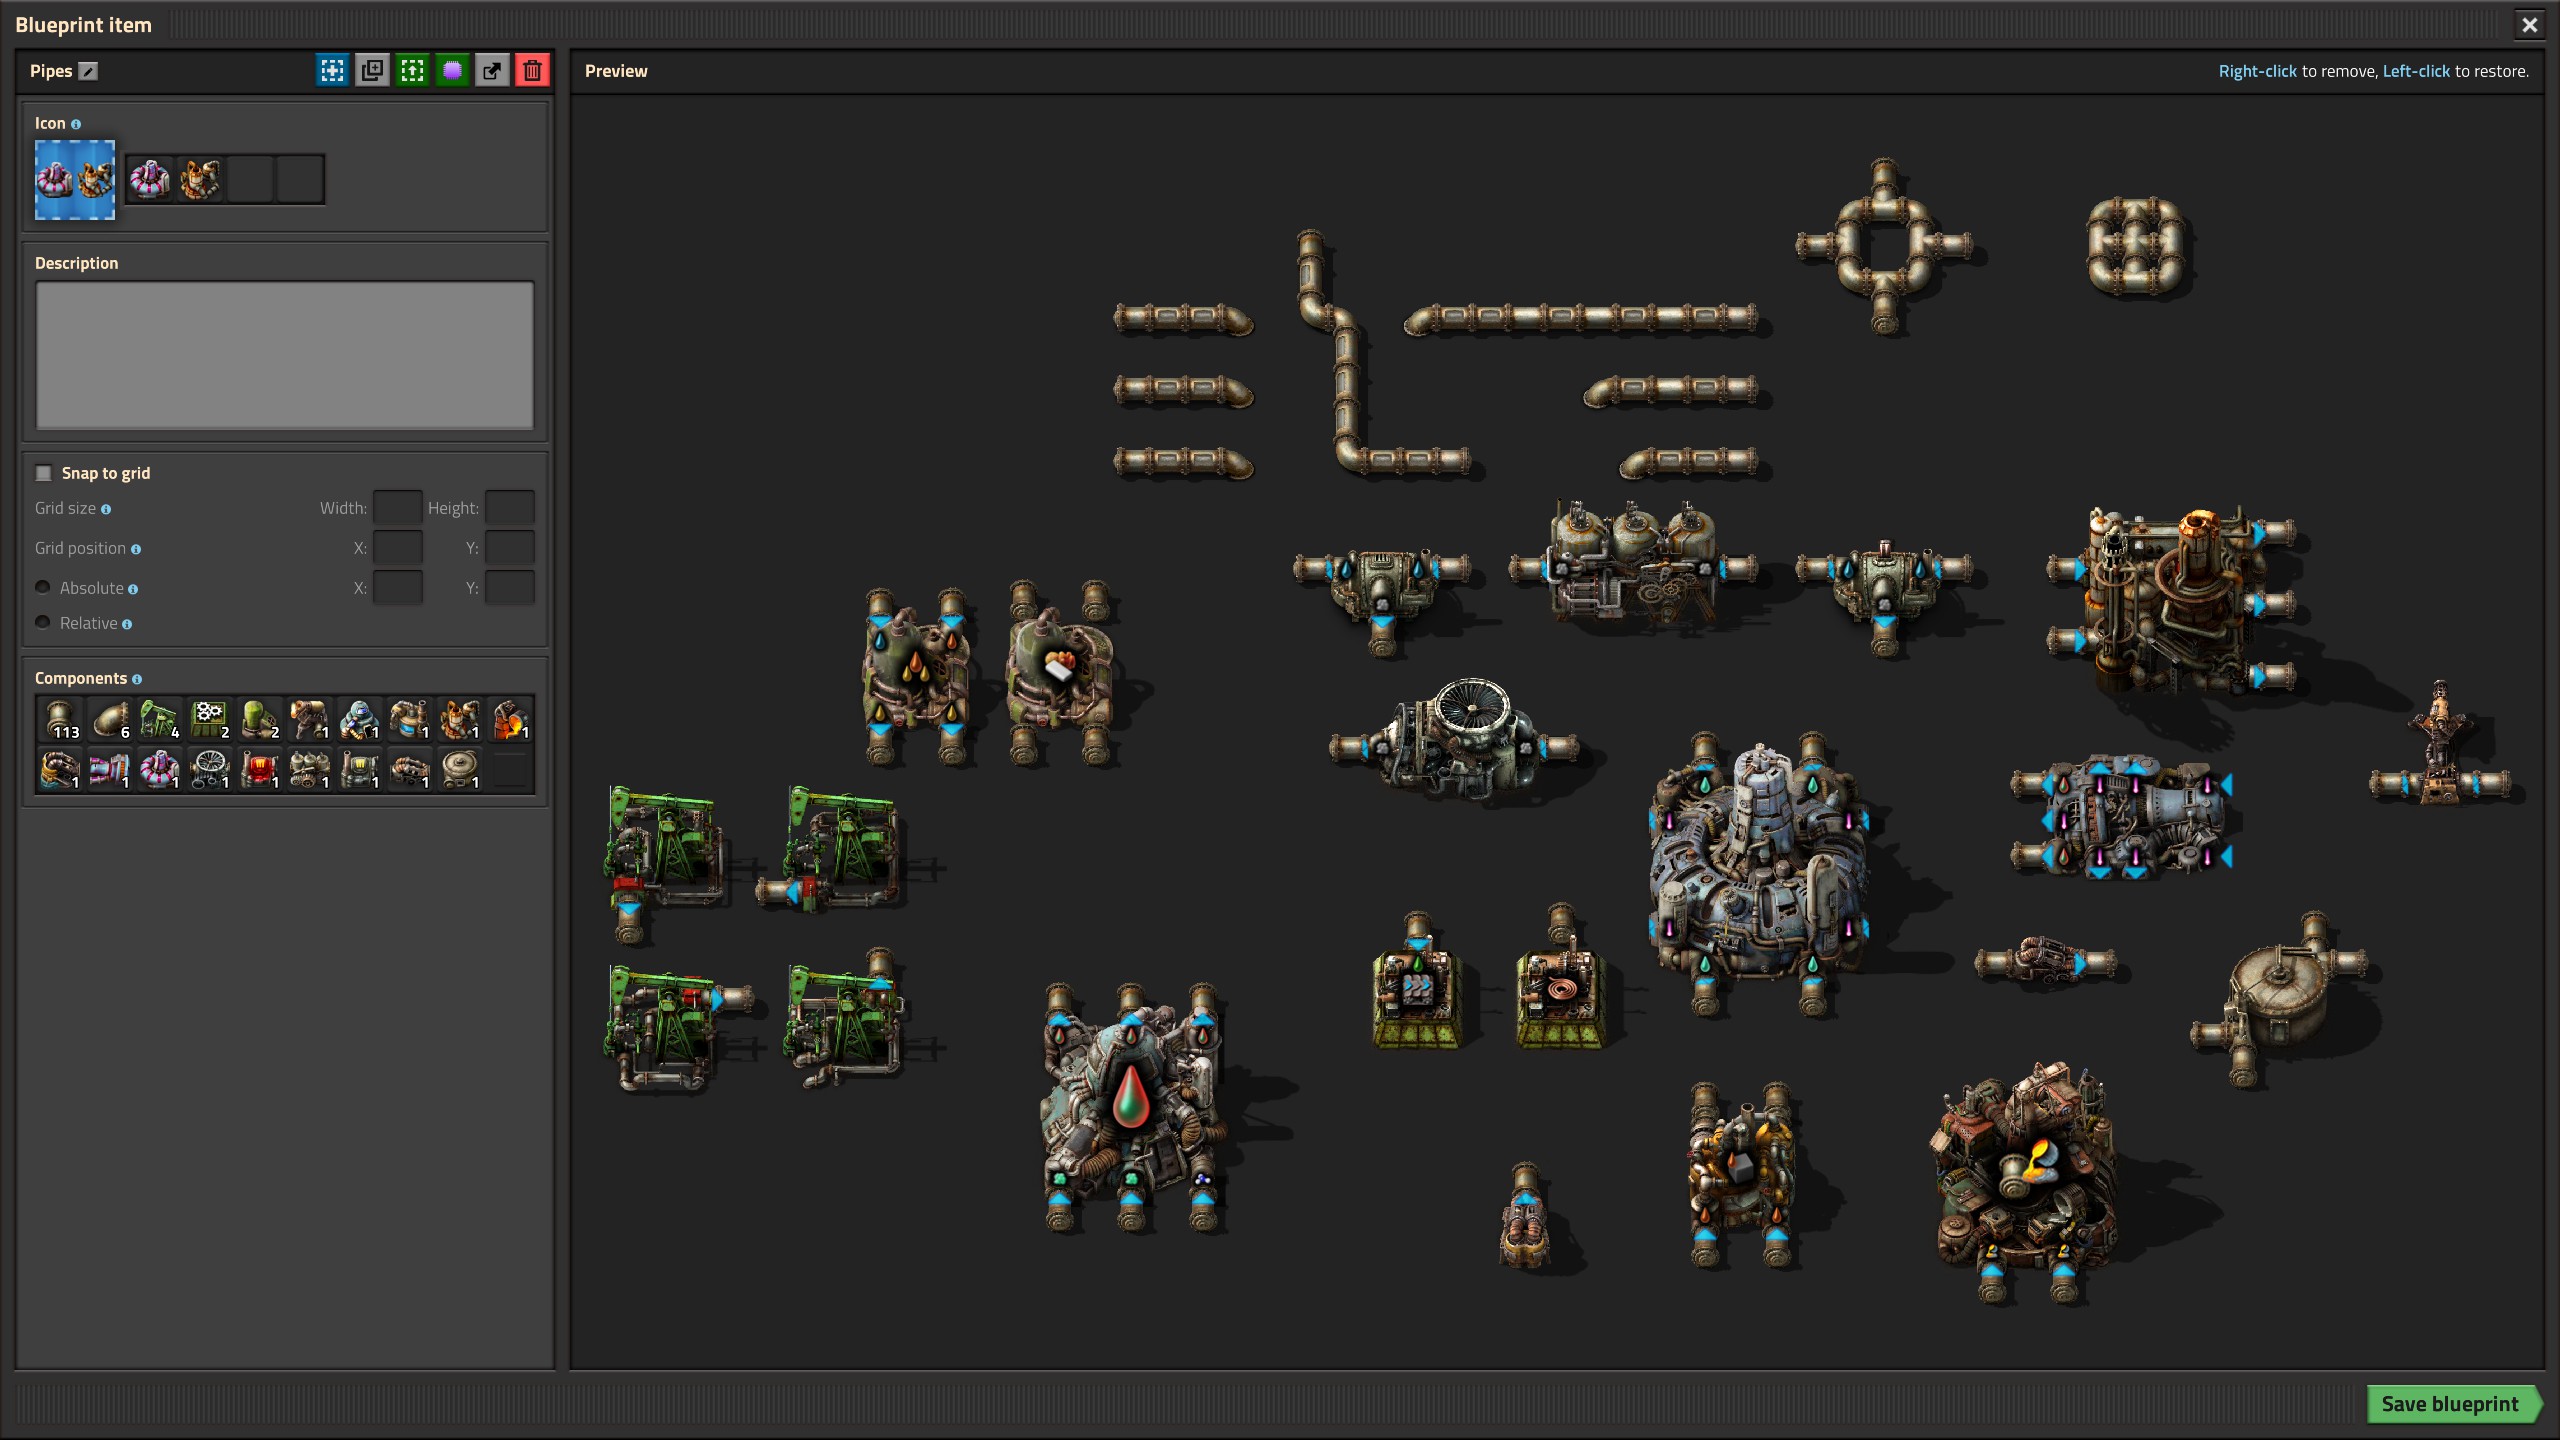 Blueprint item
Pipes
Preview
Right-click to remove, Left-click to restore.
Icon
Description
Snap to grid
Grid size
Width:
Height:
Grid position
X:
Y:
Absolute
X:
Y:
Relative
Components
113 6 4 2 2 1 1 1 1 1
1 1 1 1 1 1 1 1 1
Save blueprint